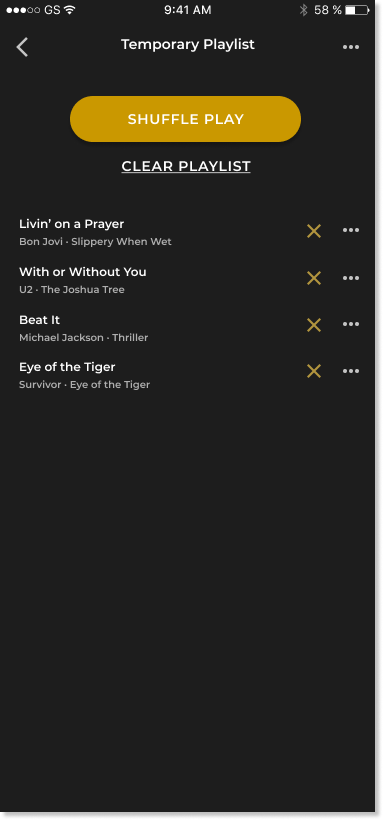 GS 9:41 AM 58 %
Temporary Playlist
SHUFFLE PLAY
CLEAR PLAYLIST
Livin’ on a Prayer
Bon Jovi · Slippery When Wet
With or Without You
U2 · The Joshua Tree
Beat It
Michael Jackson · Thriller
Eye of the Tiger
Survivor · Eye of the Tiger